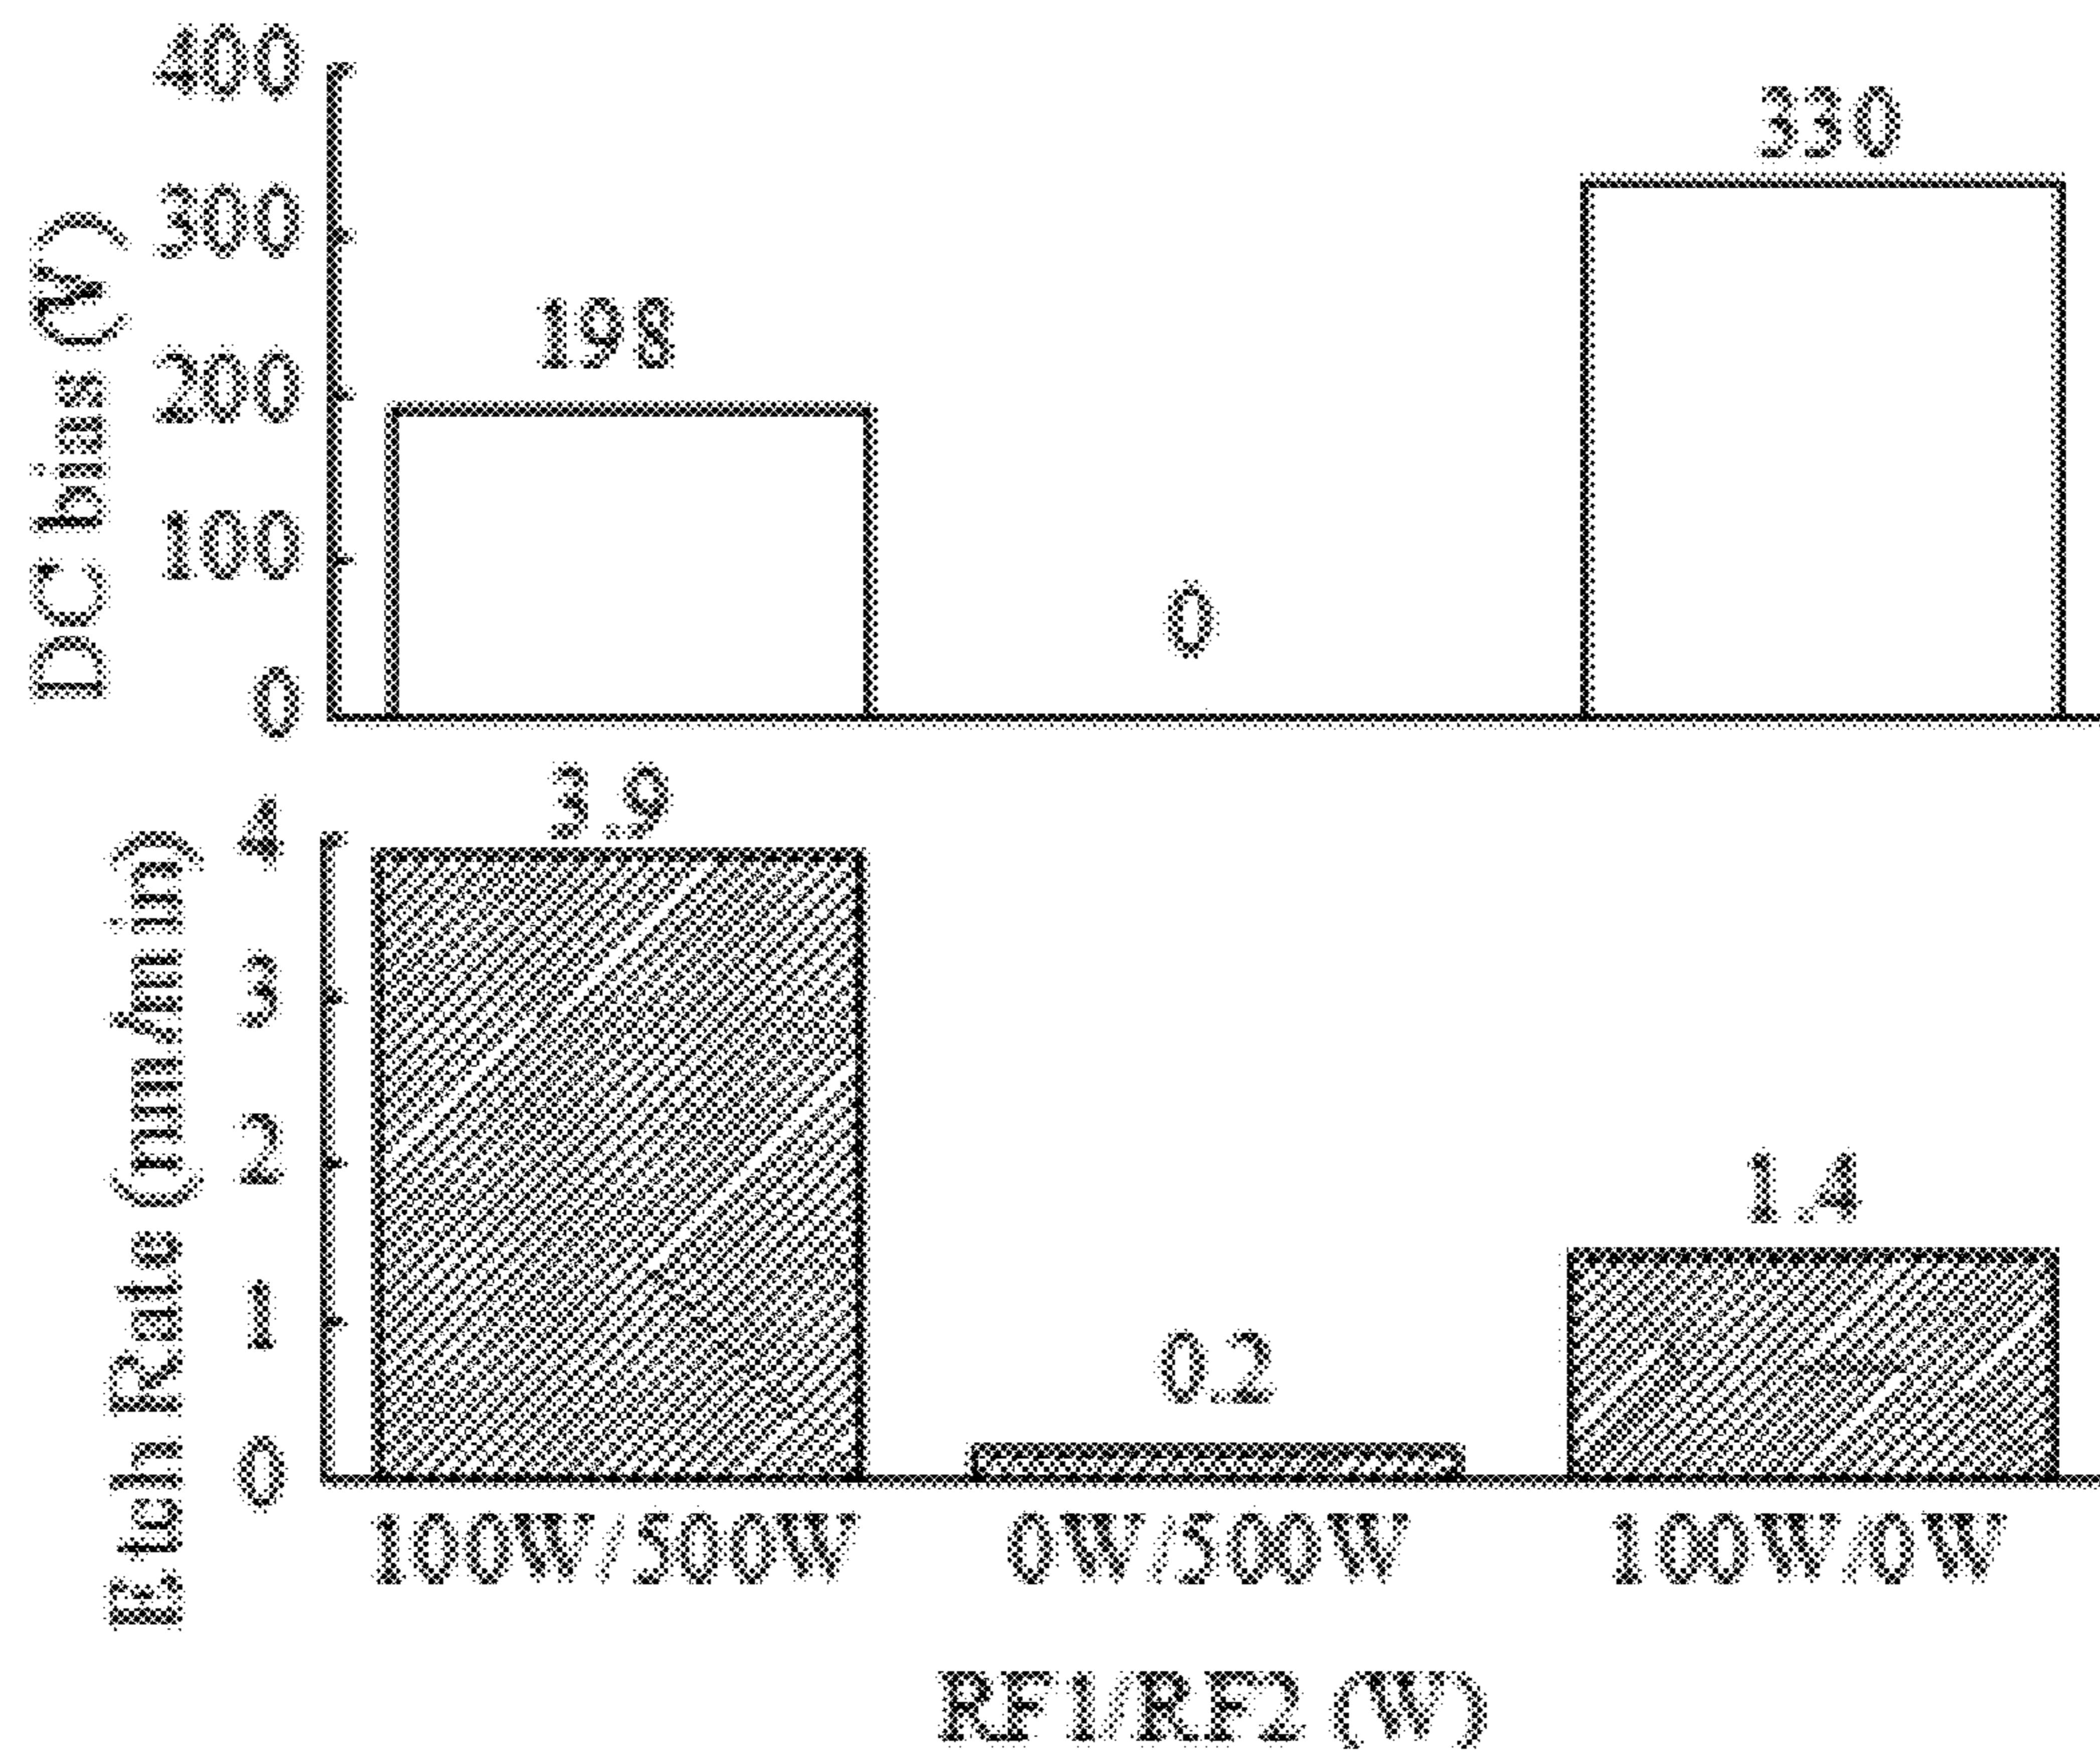 DC bias (V)
400
300
200
100
0
198
0
330
Etch Rate (nm/min)
4
3
2
1
0
3.9
0.2
1.4
100W/500W
0W/500W
100W/0W
RF1/RF2 (W)